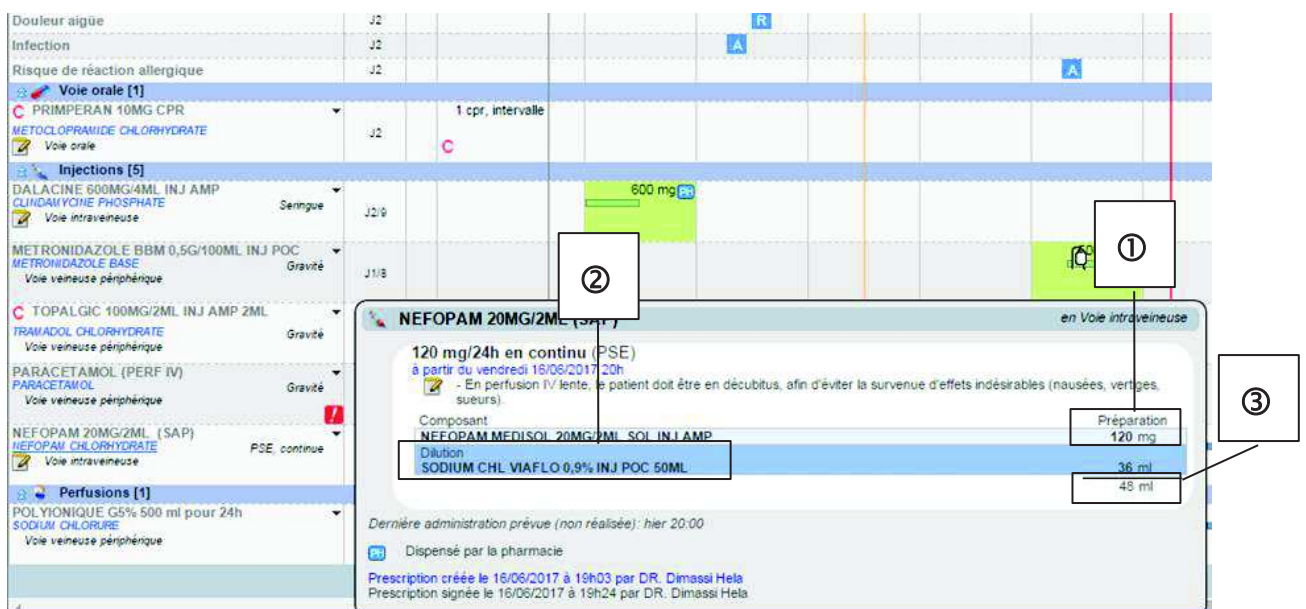 Douleur aigüe J2 R
Infection J2 A
Risque de réaction allergique J2 A
Voie orale [1]
C PRIMPERAN 10MG CPR 1 cpr, intervalle
METOCLOPRAMIDE CHLORHYDRATE J2
Voie orale C
Injections [5]
DALACINE 600MG/4ML INJ AMP 600 mg PH
CLINDAMYCINE PHOSPHATE Seringue
Voie intraveineuse J2/9
METRONIDAZOLE BBM 0,5G/100ML INJ POC
METRONIDAZOLE BASE Gravité
Voie veineuse périphérique J1/8
①
②
③
C TOPALGIC 100MG/2ML INJ AMP 2ML
TRAMADOL CHLORHYDRATE Gravité
Voie veineuse périphérique
PARACETAMOL (PERF IV)
PARACETAMOL Gravité
Voie veineuse périphérique
!
NEFOPAM 20MG/2ML (SAP)
NEFOPAM CHLORHYDRATE PSE, continue
Voie intraveineuse
Perfusions [1]
POLYIONIQUE G5% 500 ml pour 24h
SODIUM CHLORURE
Voie veineuse périphérique
NEFOPAM 20MG/2ML (SAP) en Voie intraveineuse
120 mg/24h en continu (PSE)
à partir du vendredi 16/06/2017 20h
- En perfusion IV lente, le patient doit être en décubitus, afin d'éviter la survenue d'effets indésirables (nausées, vertiges,
sueurs).
Composant Préparation
NEFOPAM MEDISOL 20MG/2ML SOL INJ AMP 120 mg
Dilution
SODIUM CHL VIAFLO 0,9% INJ POC 50ML 36 ml
48 ml
Dernière administration prévue (non réalisée): hier 20:00
PH Dispensé par la pharmacie
Prescription créée le 16/06/2017 à 19h03 par DR. Dimassi Hela
Prescription signée le 16/06/2017 à 19h24 par DR. Dimassi Hela